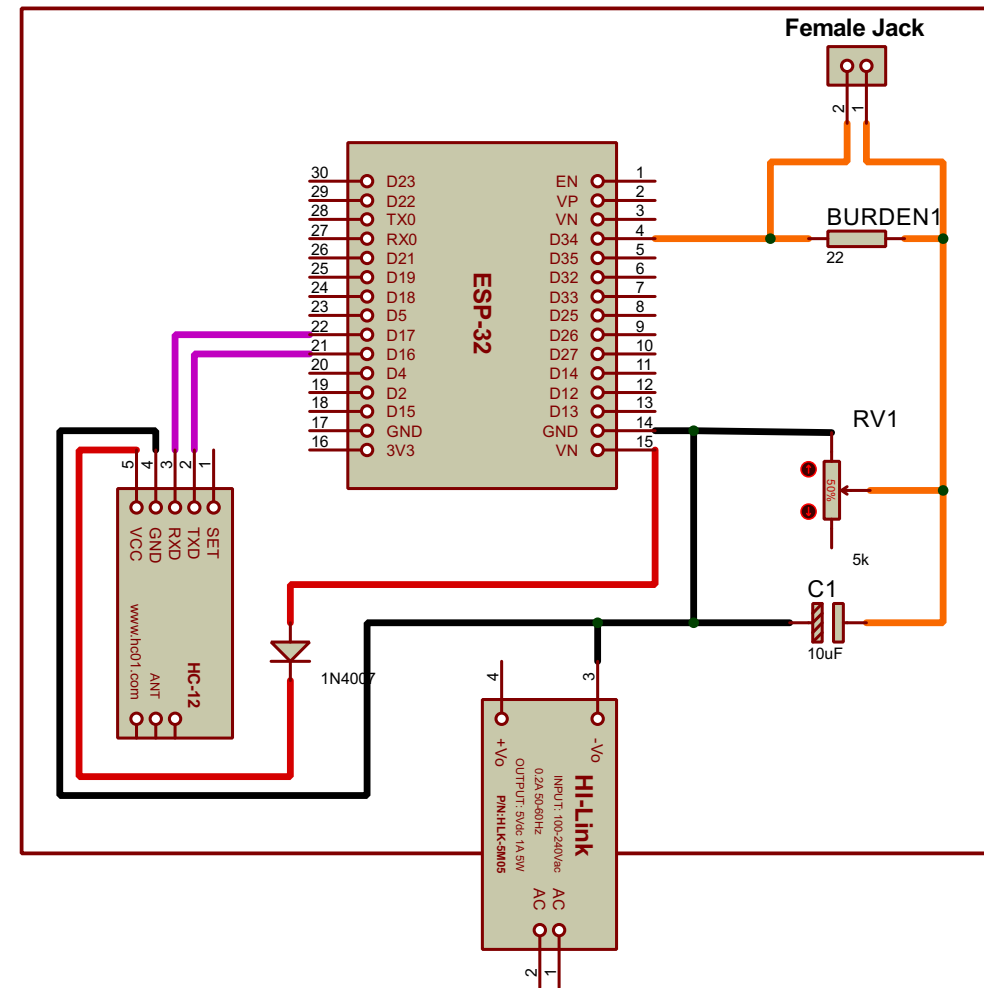 Female Jack
2 1
BURDEN1
22
ESP-32
30 D23
29 D22
28 TX0
27 RX0
26 D21
25 D19
24 D18
23 D5
22 D17
21 D16
20 D4
19 D2
18 D15
17 GND
16 3V3
EN 1
VP 2
VN 3
D34 4
D35 5
D32 6
D33 7
D25 8
D26 9
D27 10
D14 11
D12 12
D13 13
GND 14
VN 15
RV1
50%
5k
C1
10uF
5 4 3 2 1
VCC GND RXD TXD SET
www.hc01.com
ANT
HC-12
1N4007
4 3
+Vo -Vo
HI-Link
INPUT: 100-240Vac
0.2A 50-60Hz
OUTPUT: 5Vdc 1A 5W
P/N:HLK-5M05
AC AC
2 1